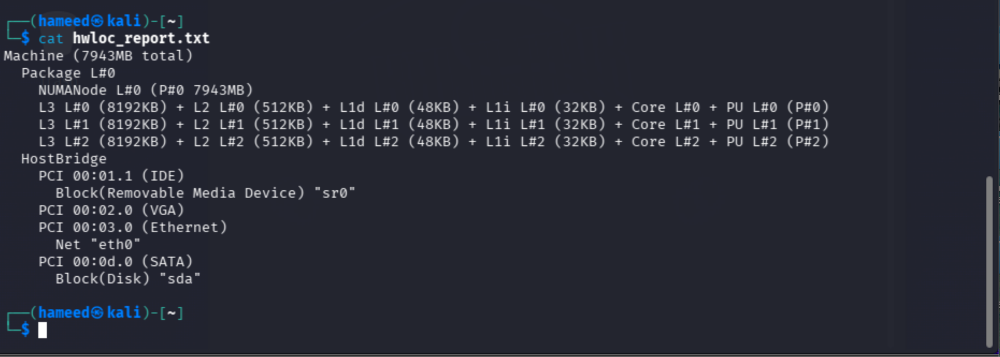 ┌──(hameed㉿kali)-[~]
└─$ cat hwloc_report.txt
Machine (7943MB total)
  Package L#0
    NUMANode L#0 (P#0 7943MB)
    L3 L#0 (8192KB) + L2 L#0 (512KB) + L1d L#0 (48KB) + L1i L#0 (32KB) + Core L#0 + PU L#0 (P#0)
    L3 L#1 (8192KB) + L2 L#1 (512KB) + L1d L#1 (48KB) + L1i L#1 (32KB) + Core L#1 + PU L#1 (P#1)
    L3 L#2 (8192KB) + L2 L#2 (512KB) + L1d L#2 (48KB) + L1i L#2 (32KB) + Core L#2 + PU L#2 (P#2)
  HostBridge
    PCI 00:01.1 (IDE)
      Block(Removable Media Device) "sr0"
    PCI 00:02.0 (VGA)
    PCI 00:03.0 (Ethernet)
      Net "eth0"
    PCI 00:0d.0 (SATA)
      Block(Disk) "sda"
┌──(hameed㉿kali)-[~]
└─$